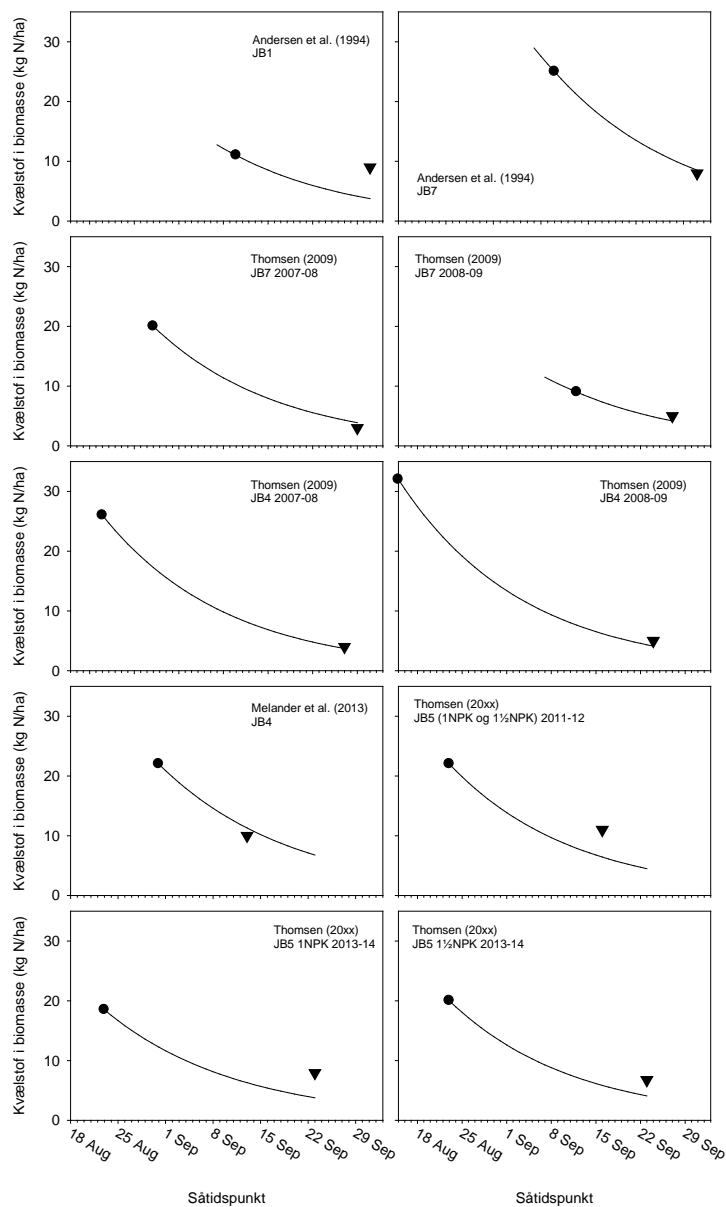 Kvælstof i biomasse (kg N/ha)
30
20
10
0
Andersen et al. (1994)
JB1
Andersen et al. (1994)
JB7
Kvælstof i biomasse (kg N/ha)
30
20
10
0
Thomsen (2009)
JB7 2007-08
Thomsen (2009)
JB7 2008-09
Kvælstof i biomasse (kg N/ha)
30
20
10
0
Thomsen (2009)
JB4 2007-08
Thomsen (2009)
JB4 2008-09
Kvælstof i biomasse (kg N/ha)
30
20
10
0
Melander et al. (2013)
JB4
Thomsen (20xx)
JB5 (1NPK og 1½NPK) 2011-12
Kvælstof i biomasse (kg N/ha)
30
20
10
0
Thomsen (20xx)
JB5 1NPK 2013-14
Thomsen (20xx)
JB5 1½NPK 2013-14
18 Aug
25 Aug
1 Sep
8 Sep
15 Sep
22 Sep
29 Sep
18 Aug
25 Aug
1 Sep
8 Sep
15 Sep
22 Sep
29 Sep
Såtidspunkt
Såtidspunkt